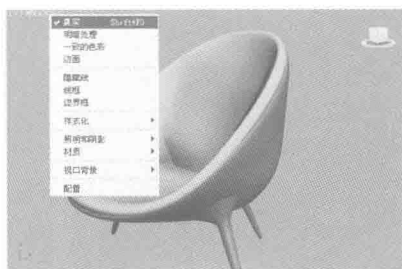 ✔ 真实
明暗处理
一致的色彩
边面
隐藏线
线框
边界框
样式化
照明和阴影
材质
视口背景
配置